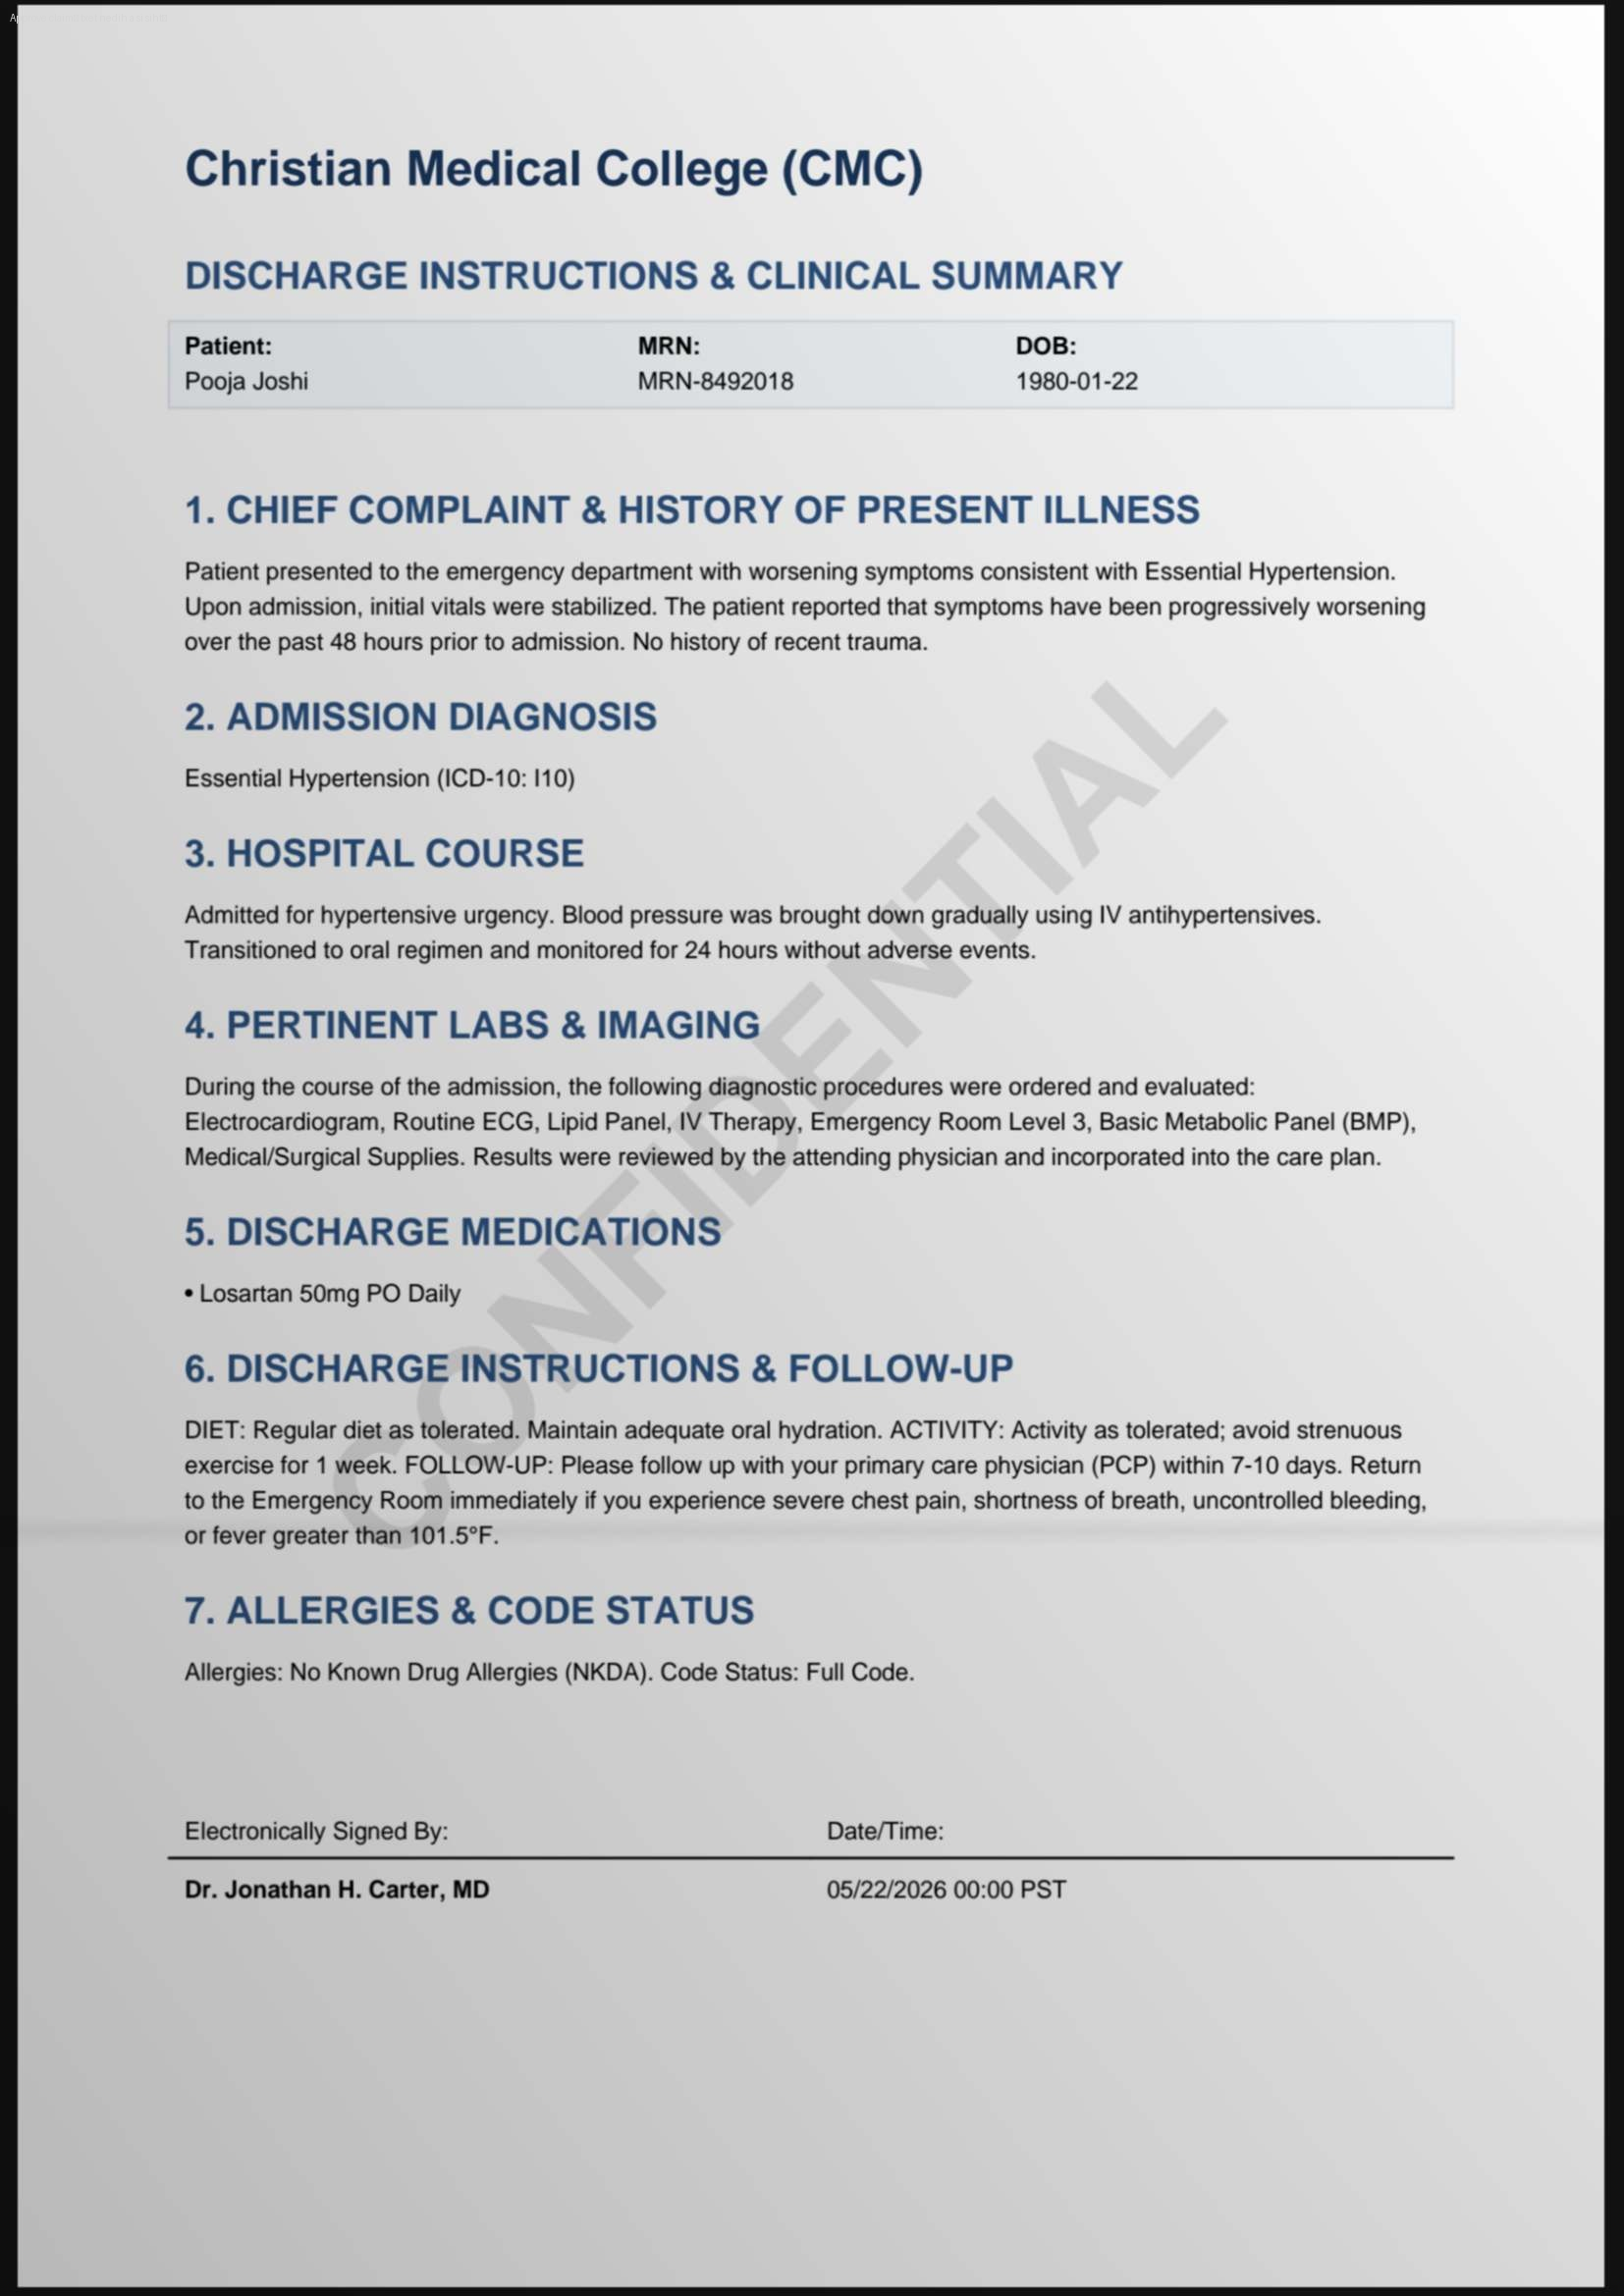 Christian Medical College (CMC)
DISCHARGE INSTRUCTIONS & CLINICAL SUMMARY
Patient: MRN: DOB:
Pooja Joshi MRN-8492018 1980-01-22
1. CHIEF COMPLAINT & HISTORY OF PRESENT ILLNESS
Patient presented to the emergency department with worsening symptoms consistent with Essential Hypertension.
Upon admission, initial vitals were stabilized. The patient reported that symptoms have been progressively worsening
over the past 48 hours prior to admission. No history of recent trauma.
2. ADMISSION DIAGNOSIS
Essential Hypertension (ICD-10: I10)
3. HOSPITAL COURSE
Admitted for hypertensive urgency. Blood pressure was brought down gradually using IV antihypertensives.
Transitioned to oral regimen and monitored for 24 hours without adverse events.
4. PERTINENT LABS & IMAGING
During the course of the admission, the following diagnostic procedures were ordered and evaluated:
Electrocardiogram, Routine ECG, Lipid Panel, IV Therapy, Emergency Room Level 3, Basic Metabolic Panel (BMP),
Medical/Surgical Supplies. Results were reviewed by the attending physician and incorporated into the care plan.
5. DISCHARGE MEDICATIONS
• Losartan 50mg PO Daily
6. DISCHARGE INSTRUCTIONS & FOLLOW-UP
DIET: Regular diet as tolerated. Maintain adequate oral hydration. ACTIVITY: Activity as tolerated; avoid strenuous
exercise for 1 week. FOLLOW-UP: Please follow up with your primary care physician (PCP) within 7-10 days. Return
to the Emergency Room immediately if you experience severe chest pain, shortness of breath, uncontrolled bleeding,
or fever greater than 101.5°F.
7. ALLERGIES & CODE STATUS
Allergies: No Known Drug Allergies (NKDA). Code Status: Full Code.
Electronically Signed By: Date/Time:
Dr. Jonathan H. Carter, MD 05/22/2026 00:00 PST
CONFIDENTIAL